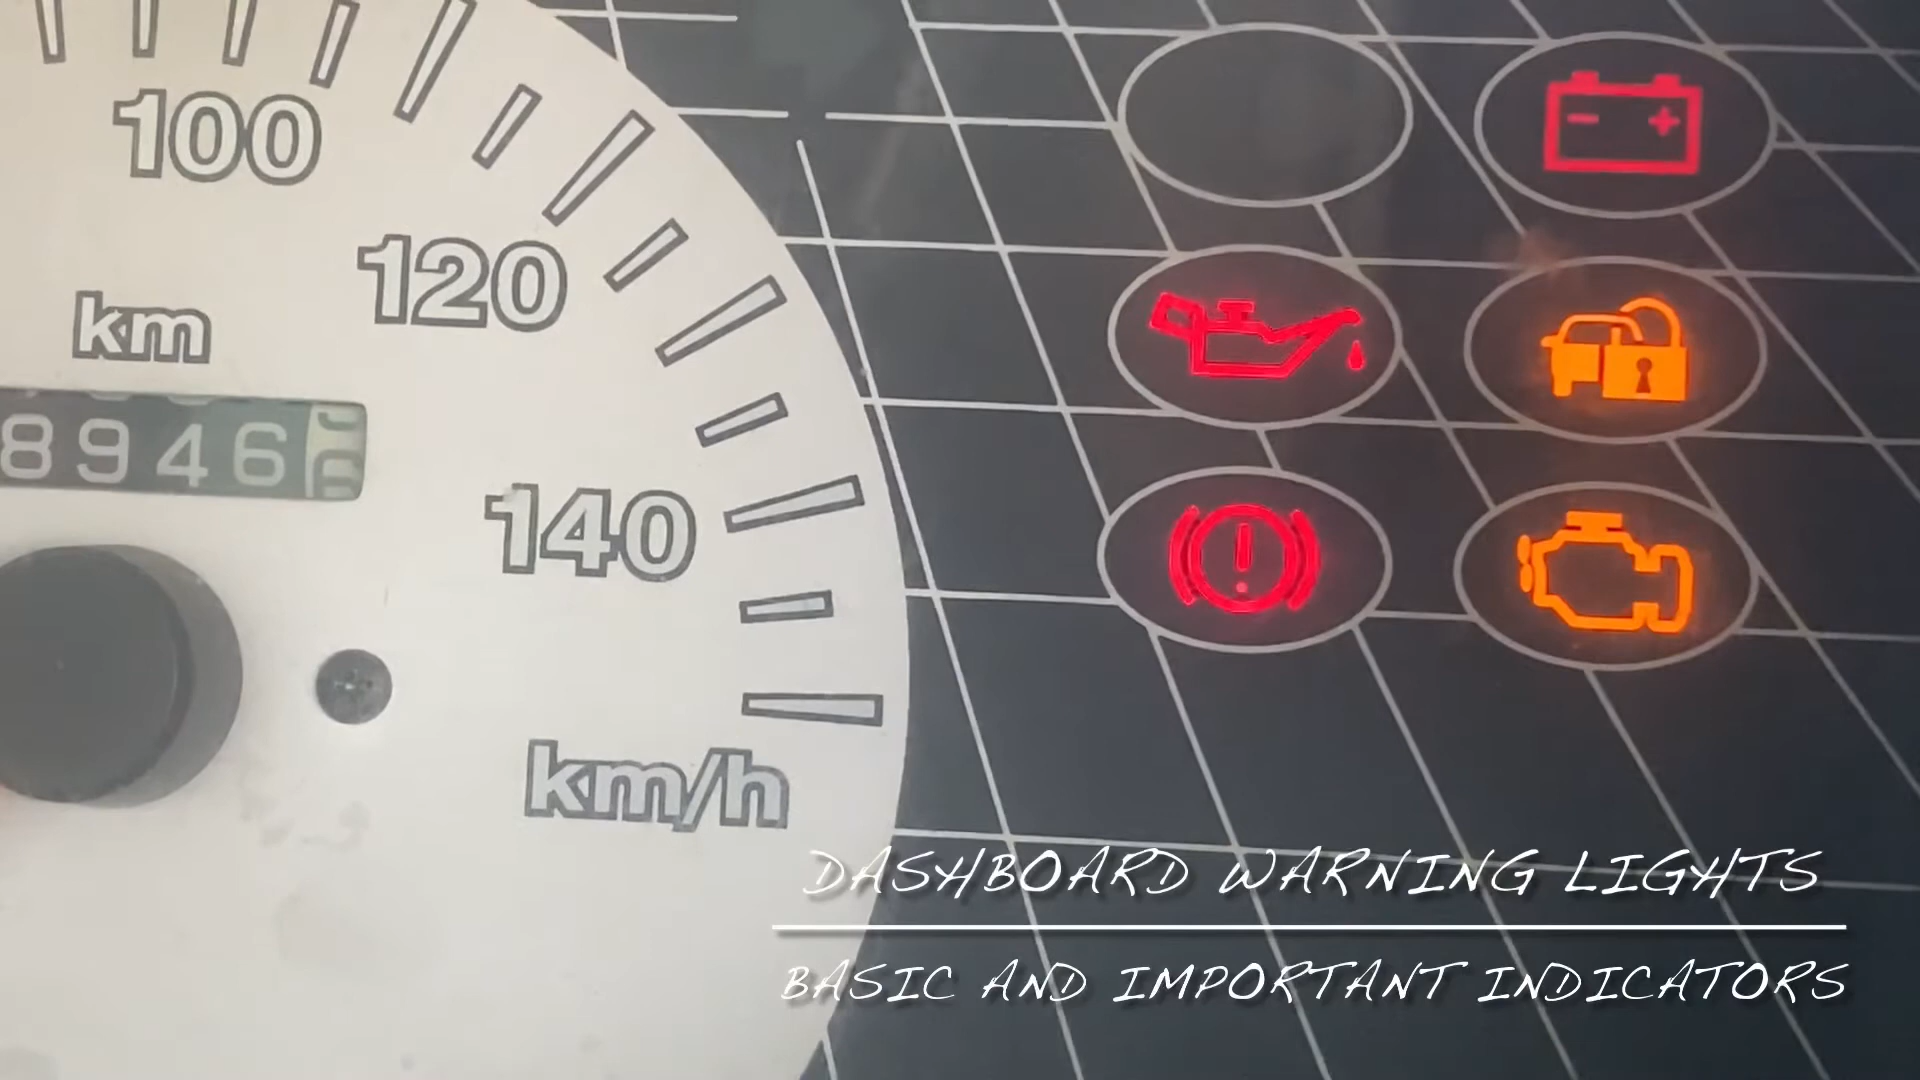 100
120
km
8946
140
km/h
DASHBOARD WARNING LIGHTS
BASIC AND IMPORTANT INDICATORS